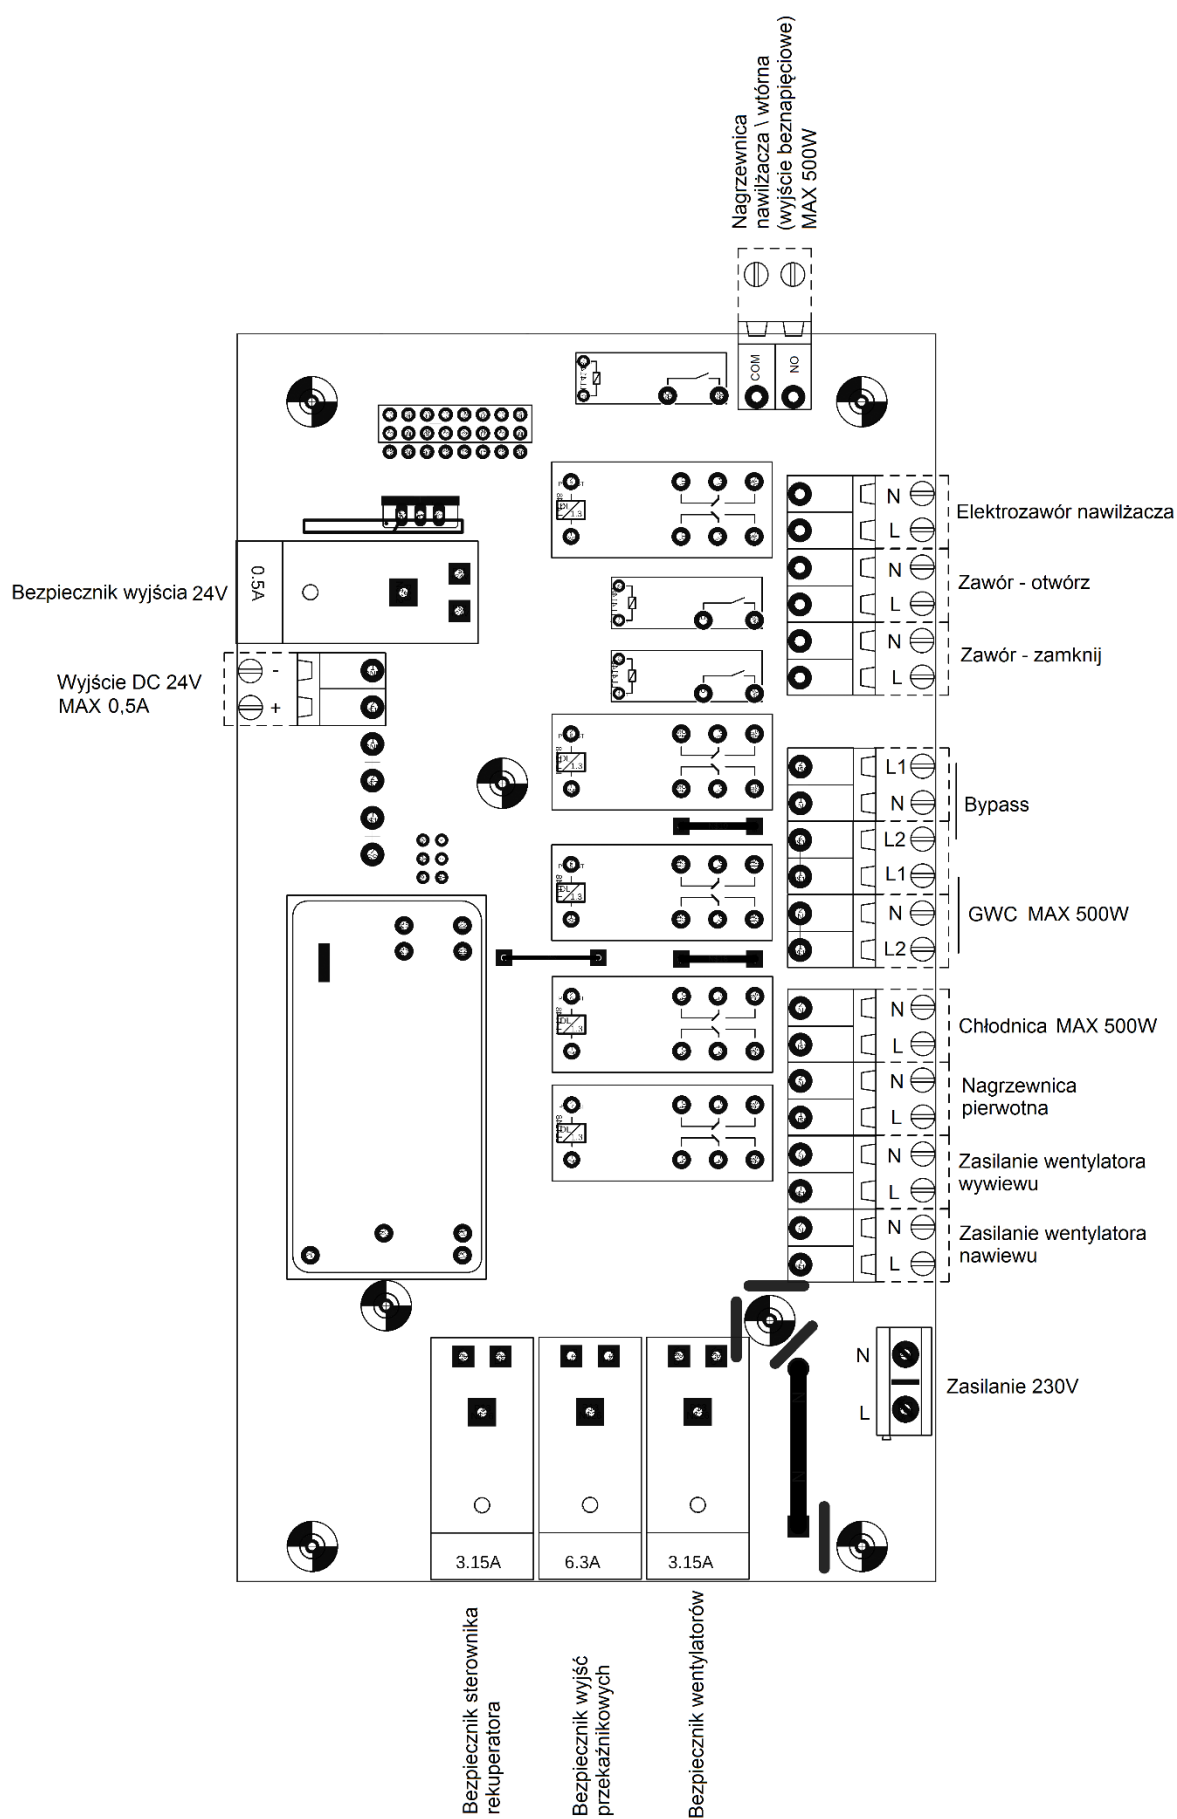 Nagrzewnica
nawilżacza \ wtórna
(wyjście beznapięciowe)
MAX 500W
COM
NO
N
L
Elektrozawór nawilżacza
N
L
Zawór - otwórz
N
L
Zawór - zamknij
Bezpiecznik wyjścia 24V
0.5A
Wyjście DC 24V
MAX 0,5A
-
+
L1
N
L2
Bypass
L1
N
L2
GWC MAX 500W
N
L
Chłodnica MAX 500W
N
L
Nagrzewnica
pierwotna
N
L
Zasilanie wentylatora
wywiewu
N
L
Zasilanie wentylatora
nawiewu
N
L
Zasilanie 230V
3.15A
6.3A
3.15A
Bezpiecznik sterownika
rekuperatora
Bezpiecznik wyjść
przekaźnikowych
Bezpiecznik wentylatorów